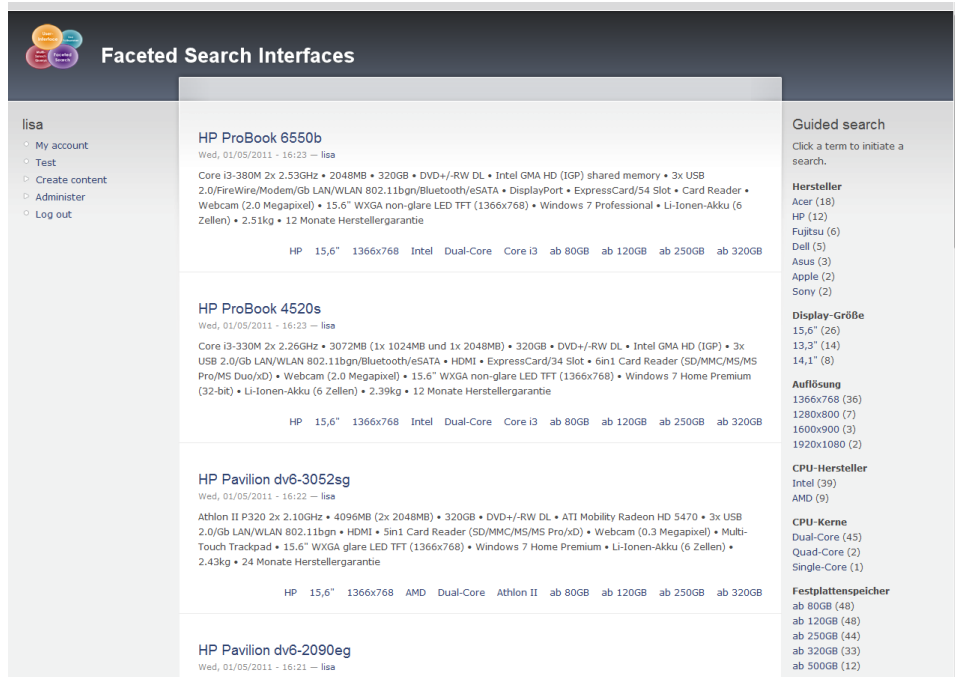 Faceted Search Interfaces
lisa
My account
Test
Create content
Administer
Log out
HP ProBook 6550b
Wed, 01/05/2011 - 16:23 — lisa
Core i3-380M 2x 2.53GHz • 2048MB • 320GB • DVD+/-RW DL • Intel GMA HD (IGP) shared memory • 3x USB
2.0/FireWire/Modem/Gb LAN/WLAN 802.11bgn/Bluetooth/eSATA • DisplayPort • ExpressCard/54 Slot • Card Reader •
Webcam (2.0 Megapixel) • 15.6" WXGA non-glare LED TFT (1366x768) • Windows 7 Professional • Li-Ionen-Akku (6
Zellen) • 2.51kg • 12 Monate Herstellergarantie
HP 15,6" 1366x768 Intel Dual-Core Core i3 ab 80GB ab 120GB ab 250GB ab 320GB
HP ProBook 4520s
Wed, 01/05/2011 - 16:23 — lisa
Core i3-330M 2x 2.26GHz • 3072MB (1x 1024MB und 1x 2048MB) • 320GB • DVD+/-RW DL • Intel GMA HD (IGP) • 3x
USB 2.0/Gb LAN/WLAN 802.11bgn/Bluetooth/eSATA • HDMI • ExpressCard/34 Slot • 6in1 Card Reader (SD/MMC/MS/MS
Pro/MS Duo/xD) • Webcam (2.0 Megapixel) • 15.6" WXGA non-glare LED TFT (1366x768) • Windows 7 Home Premium
(32-bit) • Li-Ionen-Akku (6 Zellen) • 2.39kg • 12 Monate Herstellergarantie
HP 15,6" 1366x768 Intel Dual-Core Core i3 ab 80GB ab 120GB ab 250GB ab 320GB
HP Pavilion dv6-3052sg
Wed, 01/05/2011 - 16:22 — lisa
Athlon II P320 2x 2.10GHz • 4096MB (2x 2048MB) • 320GB • DVD+/-RW DL • ATI Mobility Radeon HD 5470 • 3x USB
2.0/Gb LAN/WLAN 802.11bgn • HDMI • 5in1 Card Reader (SD/MMC/MS/MS Pro/xD) • Webcam (0.3 Megapixel) • Multi-
Touch Trackpad • 15.6" WXGA glare LED TFT (1366x768) • Windows 7 Home Premium • Li-Ionen-Akku (6 Zellen) •
2.43kg • 24 Monate Herstellergarantie
HP 15,6" 1366x768 AMD Dual-Core Athlon II ab 80GB ab 120GB ab 250GB ab 320GB
HP Pavilion dv6-2090eg
Wed, 01/05/2011 - 16:21 — lisa
Guided search
Click a term to initiate a
search.
Hersteller
Acer (18)
HP (12)
Fujitsu (6)
Dell (5)
Asus (3)
Apple (2)
Sony (2)
Display-Größe
15,6" (26)
13,3" (14)
14,1" (8)
Auflösung
1366x768 (36)
1280x800 (7)
1600x900 (3)
1920x1080 (2)
CPU-Hersteller
Intel (39)
AMD (9)
CPU-Kerne
Dual-Core (45)
Quad-Core (2)
Single-Core (1)
Festplattenspeicher
ab 80GB (48)
ab 120GB (48)
ab 250GB (44)
ab 320GB (33)
ab 500GB (12)